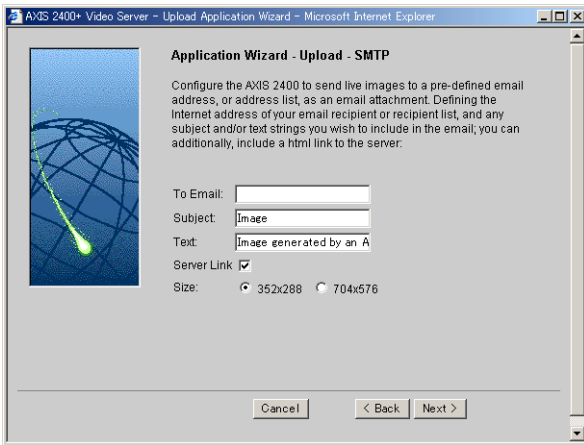 AXIS 2400+ Video Server - Upload Application Wizard - Microsoft Internet Explorer
Application Wizard - Upload - SMTP
Configure the AXIS 2400 to send live images to a pre-defined email
address, or address list, as an email attachment. Defining the
Internet address of your email recipient or recipient list, and any
subject and/or text strings you wish to include in the email; you can
additionally, include a html link to the server:
To Email:
Subject: Image
Text: Image generated by an A
Server Link
Size: 352x288 704x576
Cancel < Back Next >